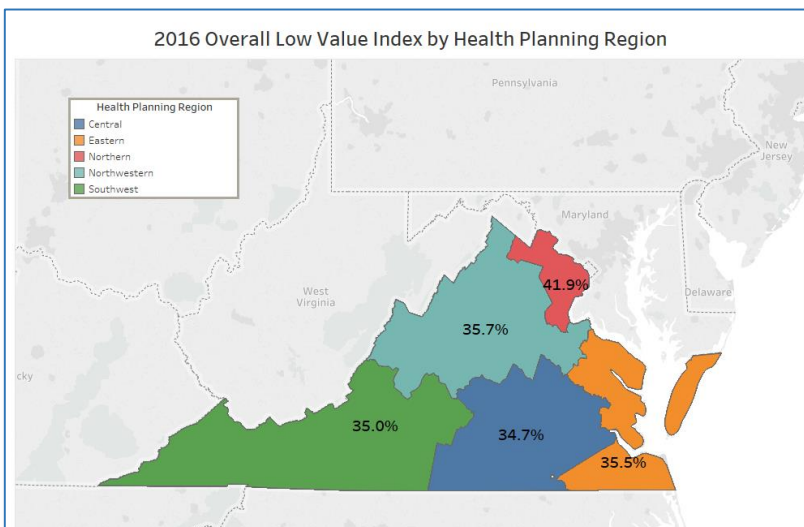 2016 Overall Low Value Index by Health Planning Region
Pennsylvania
Health Planning Region
Central
Eastern
Northern
Northwestern
Southwest
New
Jersey
Maryland
West
Virginia
41.9%
Delaware
35.7%
cky
35.0%
34.7%
35.5%